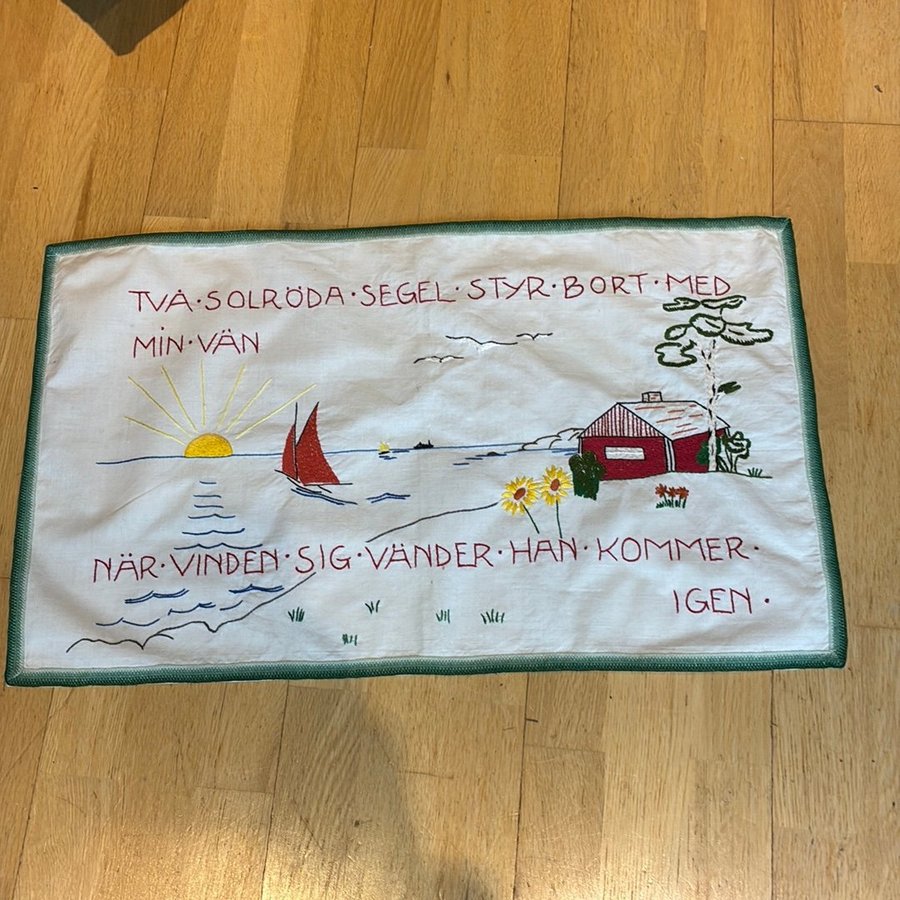 TVÅ·SOLRÖDA·SEGEL·STYR·BORT·MED
MIN·VÄN
NÄR·VINDEN·SIG·VÄNDER·HAN·KOMMER·
IGEN·